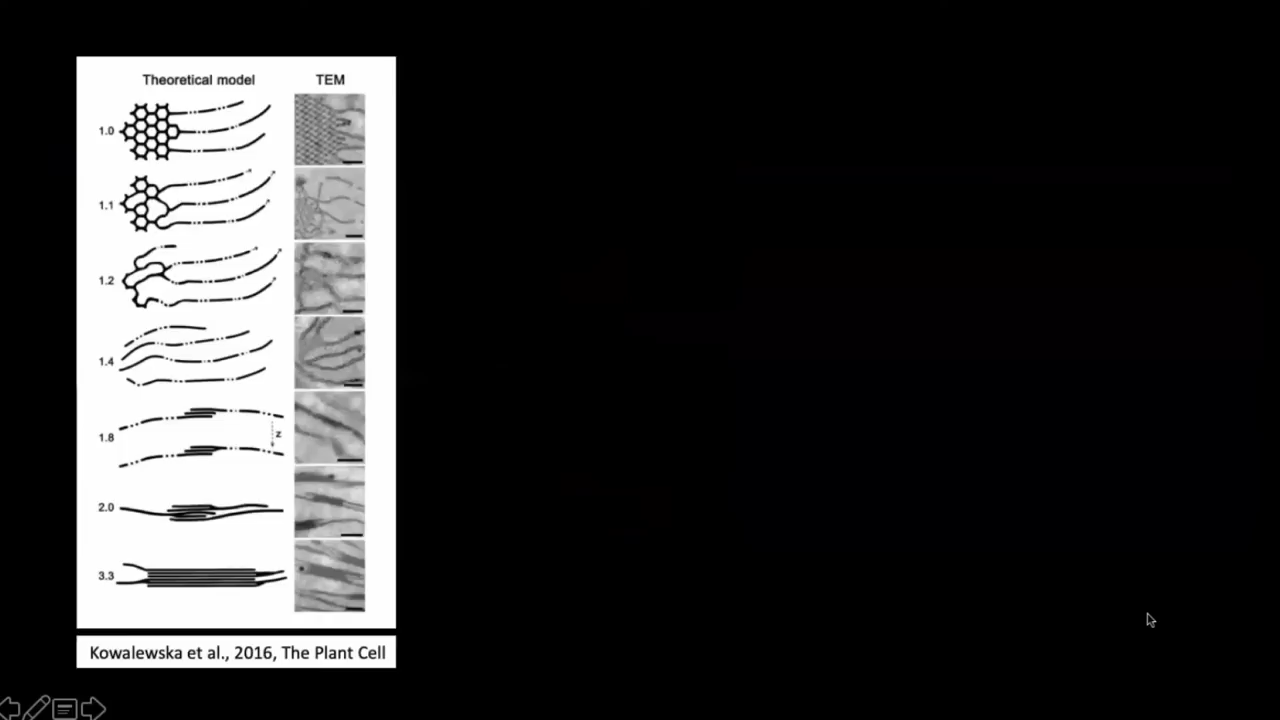 Theoretical model TEM
1.0
1.1
1.2
1.4
1.8
z
2.0
3.3
Kowalewska et al., 2016, The Plant Cell